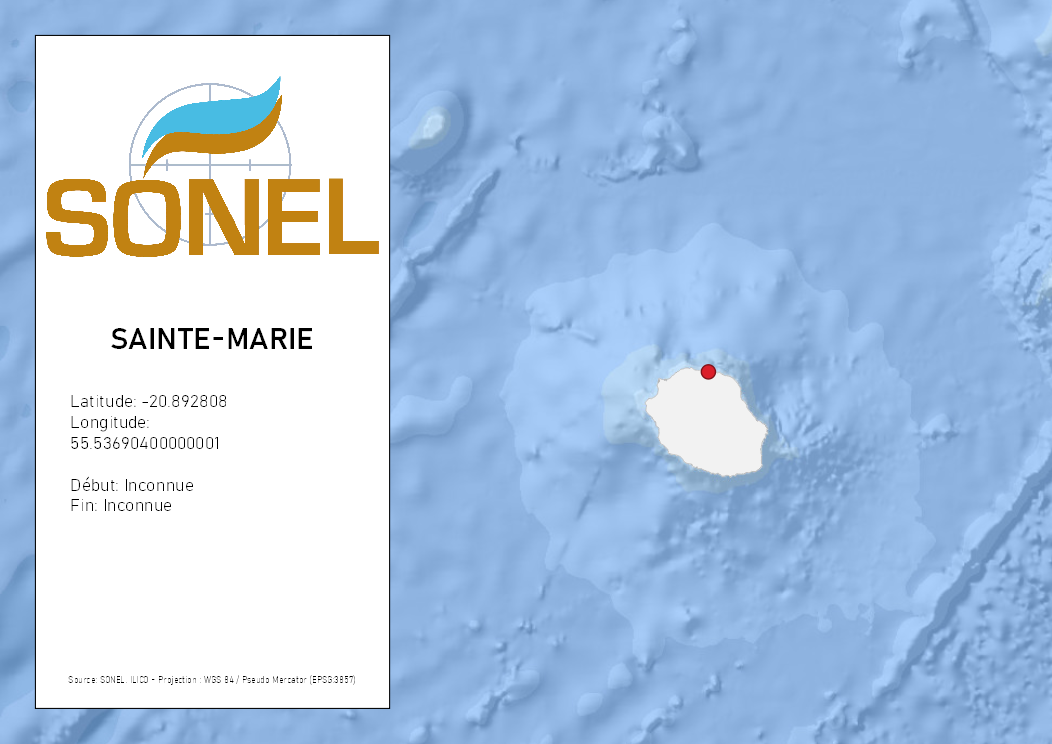 SONEL
SAINTE-MARIE
Latitude: -20.892808
Longitude:
55.53690400000001
Début: Inconnue
Fin: Inconnue
Source: SONEL, ILICO - Projection : WGS 84 / Pseudo Mercator (EPSG:3857)